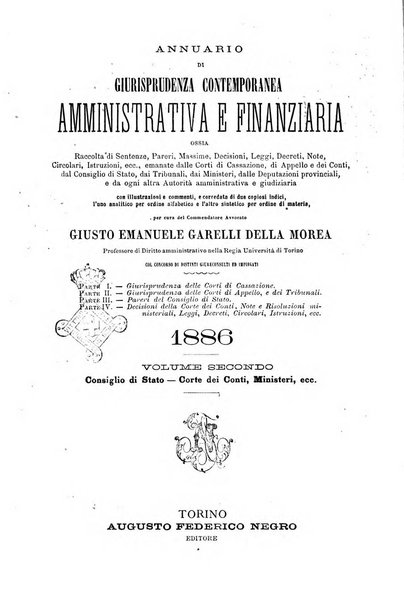 ANNUARIO
DI
GIURISPRUDENZA CONTEMPORANEA
AMMINISTRATIVA E FINANZIARIA
OSSIA
Raccolta di Sentenze, Pareri, Massime, Decisioni, Leggi, Decreti, Note,
Circolari, Istruzioni, ecc., emanate dalle Corti di Cassazione, di Appello e dei Conti,
dal Consiglio di Stato, dai Tribunali, dai Ministeri, dalle Deputazioni provinciali,
e da ogni altra Autorità amministrativa e giudiziaria
con illustrazioni e commenti, e corredata di due copiosi indici,
l'uno analitico per ordine alfabetico e l'altro sintetico per ordine di materia,
per cura del Commendatore Avvocato
GIUSTO EMANUELE GARELLI DELLA MOREA
Professore di Diritto amministrativo nella Regia Università di Torino
COL CONCORSO DI DISTINTI GIURECONSULTI ED IMPIEGATI
PARTE I. — Giurisprudenza delle Corti di Cassazione.
PARTE II. — Giurisprudenza delle Corti di Appello, e dei Tribunali.
PARTE III. — Pareri del Consiglio di Stato.
PARTE IV. — Decisioni della Corte dei Conti, Note e Risoluzioni mi-
nisteriali, Leggi, Decreti, Circolari, Istruzioni, ecc.
1886
VOLUME SECONDO
Consiglio di Stato — Corte dei Conti, Ministeri, ecc.
TORINO
AUGUSTO FEDERICO NEGRO
EDITORE